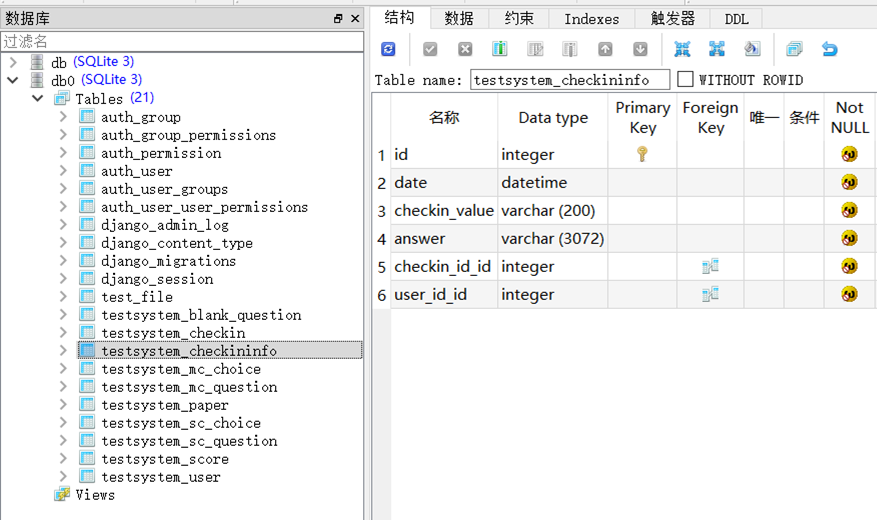 数据库
过滤名
db (SQLite 3)
db0 (SQLite 3)
Tables (21)
auth_group
auth_group_permissions
auth_permission
auth_user
auth_user_groups
auth_user_user_permissions
django_admin_log
django_content_type
django_migrations
django_session
test_file
testsystem_blank_question
testsystem_checkin
testsystem_checkininfo
testsystem_mc_choice
testsystem_mc_question
testsystem_paper
testsystem_sc_choice
testsystem_sc_question
testsystem_score
testsystem_user
Views
结构 数据 约束 Indexes 触发器 DDL
Table name: testsystem_checkininfo WITHOUT ROWID
名称 Data type Primary Key Foreign Key 唯一 条件 Not NULL
1 id integer
2 date datetime
3 checkin_value varchar (200)
4 answer varchar (3072)
5 checkin_id_id integer
6 user_id_id integer